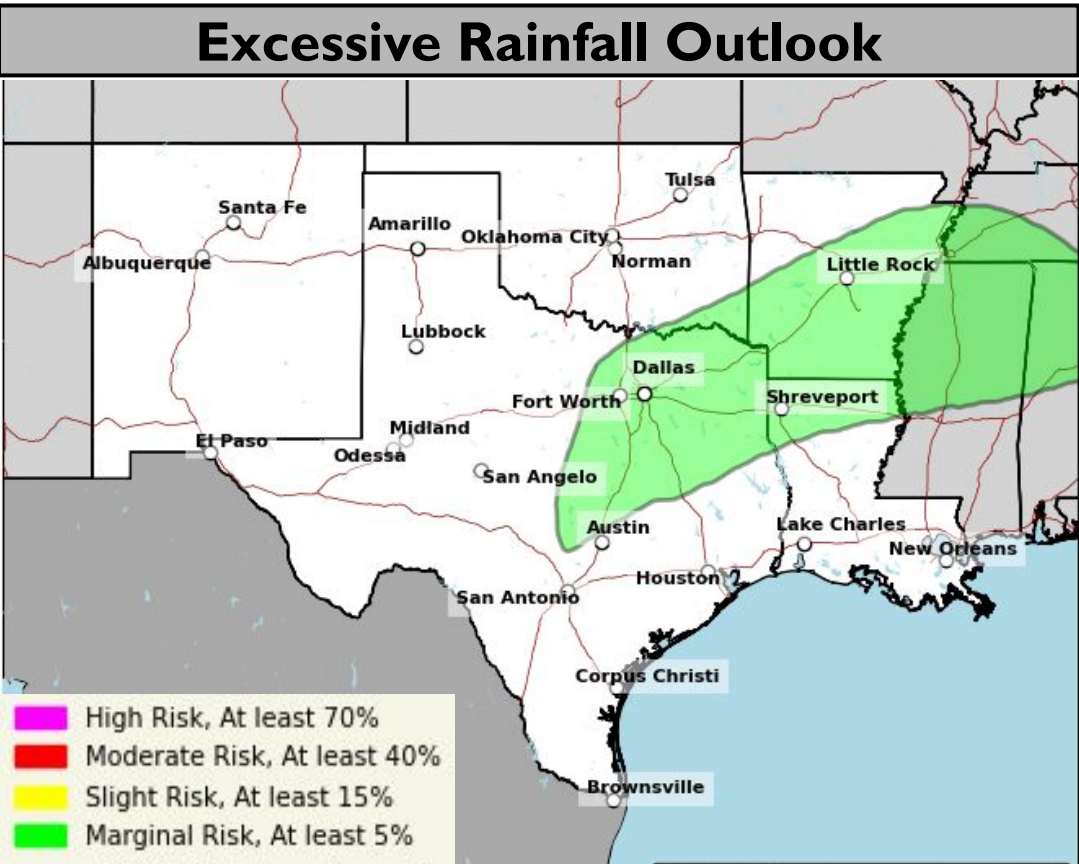 Excessive Rainfall Outlook
Tulsa
Santa Fe
Amarillo
Oklahoma City
Albuquerque
Norman
Little Rock
Lubbock
Dallas
Fort Worth
Shreveport
Midland
El Paso
Odessa
San Angelo
Austin
Lake Charles
New Orleans
Houston
San Antonio
Corpus Christi
Brownsville
High Risk, At least 70%
Moderate Risk, At least 40%
Slight Risk, At least 15%
Marginal Risk, At least 5%